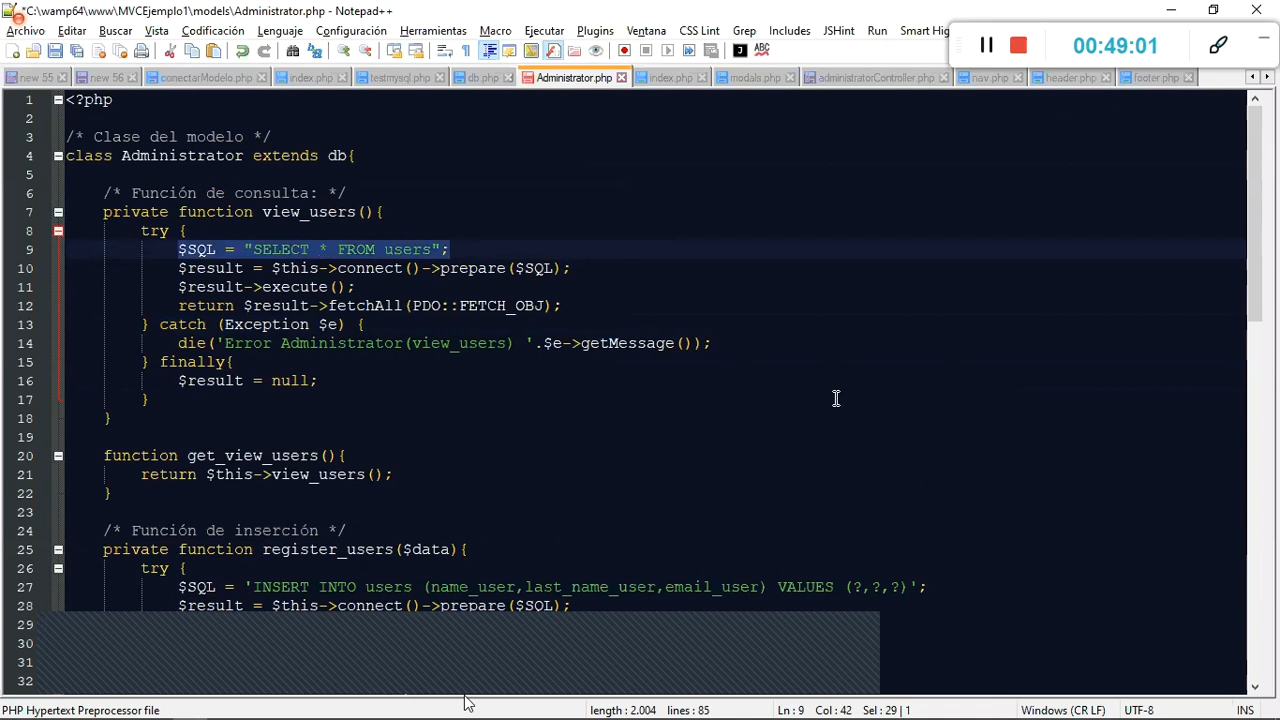 *C:\wamp64\www\MVCEjemplo1\models\Administrator.php - Notepad++
Archivo Editar Buscar Vista Codificación Lenguaje Configuración Herramientas Macro Ejecutar Plugins Ventana CSS Lint Grep Includes JSHint Run Smart Hig
00:49:01
new 55 new 56 conectarModelo.php index.php testmysql.php db.php Administrator.php index.php modals.php administratorController.php nav.php header.php footer.php
1 <?php
2
3 /* Clase del modelo */
4 class Administrator extends db{
5
6 /* Función de consulta: */
7 private function view_users(){
8 try {
9 $SQL = "SELECT * FROM users";
10 $result = $this->connect()->prepare($SQL);
11 $result->execute();
12 return $result->fetchAll(PDO::FETCH_OBJ);
13 } catch (Exception $e) {
14 die('Error Administrator(view_users) '.$e->getMessage());
15 } finally{
16 $result = null;
17 }
18 }
19
20 function get_view_users(){
21 return $this->view_users();
22 }
23
24 /* Función de inserción */
25 private function register_users($data){
26 try {
27 $SQL = 'INSERT INTO users (name_user,last_name_user,email_user) VALUES (?,?,?)';
28 $result = $this->connect()->prepare($SQL);
29
30
31
32
PHP Hypertext Preprocessor file length : 2.004 lines : 85 Ln : 9 Col : 42 Sel : 29 | 1 Windows (CR LF) UTF-8 INS